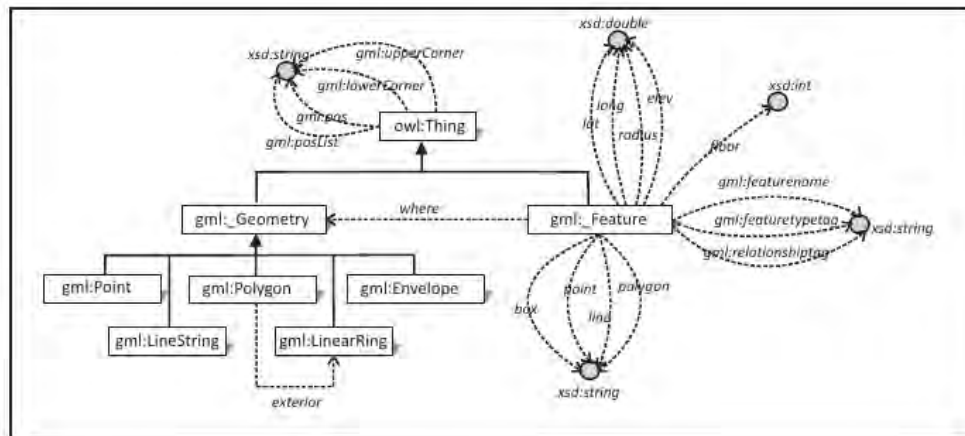 xsd:double
xsd:string
gml:upperCorner
xsd:int
gml:lowerCorner
long
elev
gml:pos
lat
radius
owl:Thing
gml:posList
floor
gml:featurename
where
gml:_Geometry
gml:_Feature
gml:featuretypetag
xsd:string
gml:relationshiptag
gml:Point
gml:Polygon
gml:Envelope
point
polygon
box
line
gml:LineString
gml:LinearRing
xsd:string
exterior